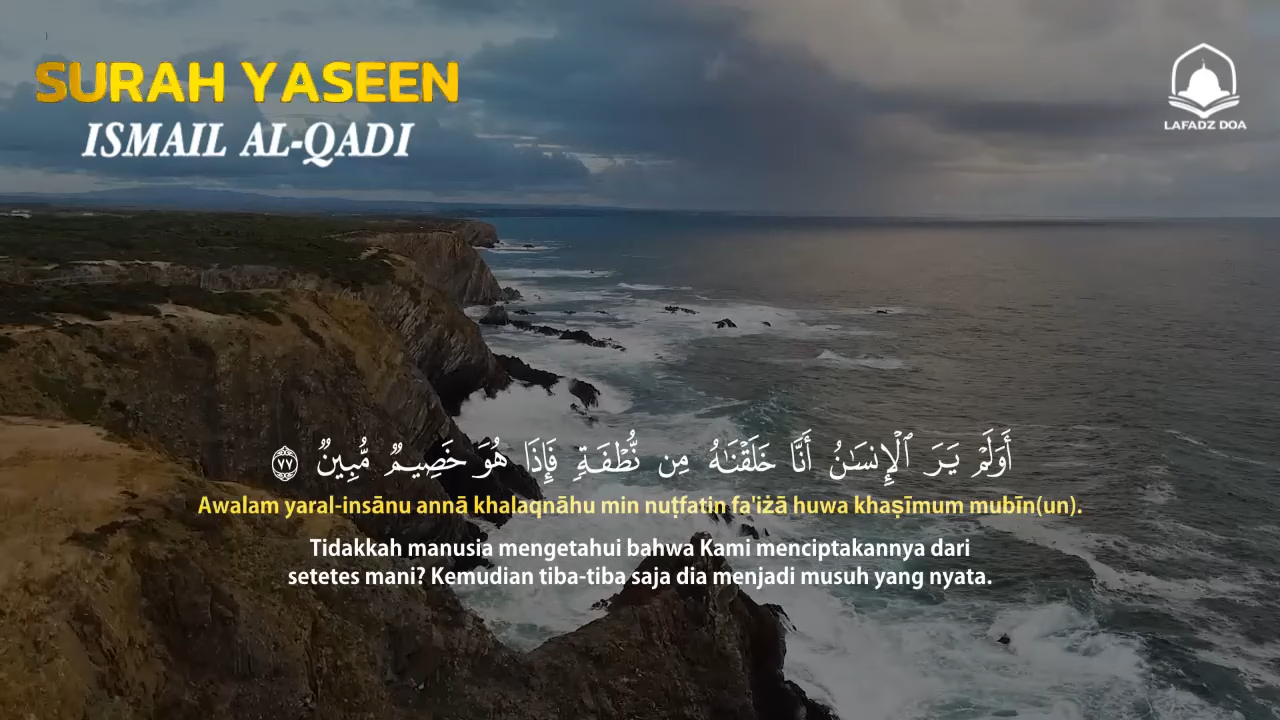 SURAH YASEEN
ISMAIL AL-QADI
LAFADZ DOA
أَوَلَمْ يَرَ ٱلْإِنسَـٰنُ أَنَّا خَلَقْنَـٰهُ مِن نُّطْفَةٍ فَإِذَا هُوَ خَصِيمٌ مُّبِينٌ ٧٧
Awalam yaral-insānu annā khalaqnāhu min nuṭfatin fa'iżā huwa khaṣīmum mubīn(un).
Tidakkah manusia mengetahui bahwa Kami menciptakannya dari
setetes mani? Kemudian tiba-tiba saja dia menjadi musuh yang nyata.